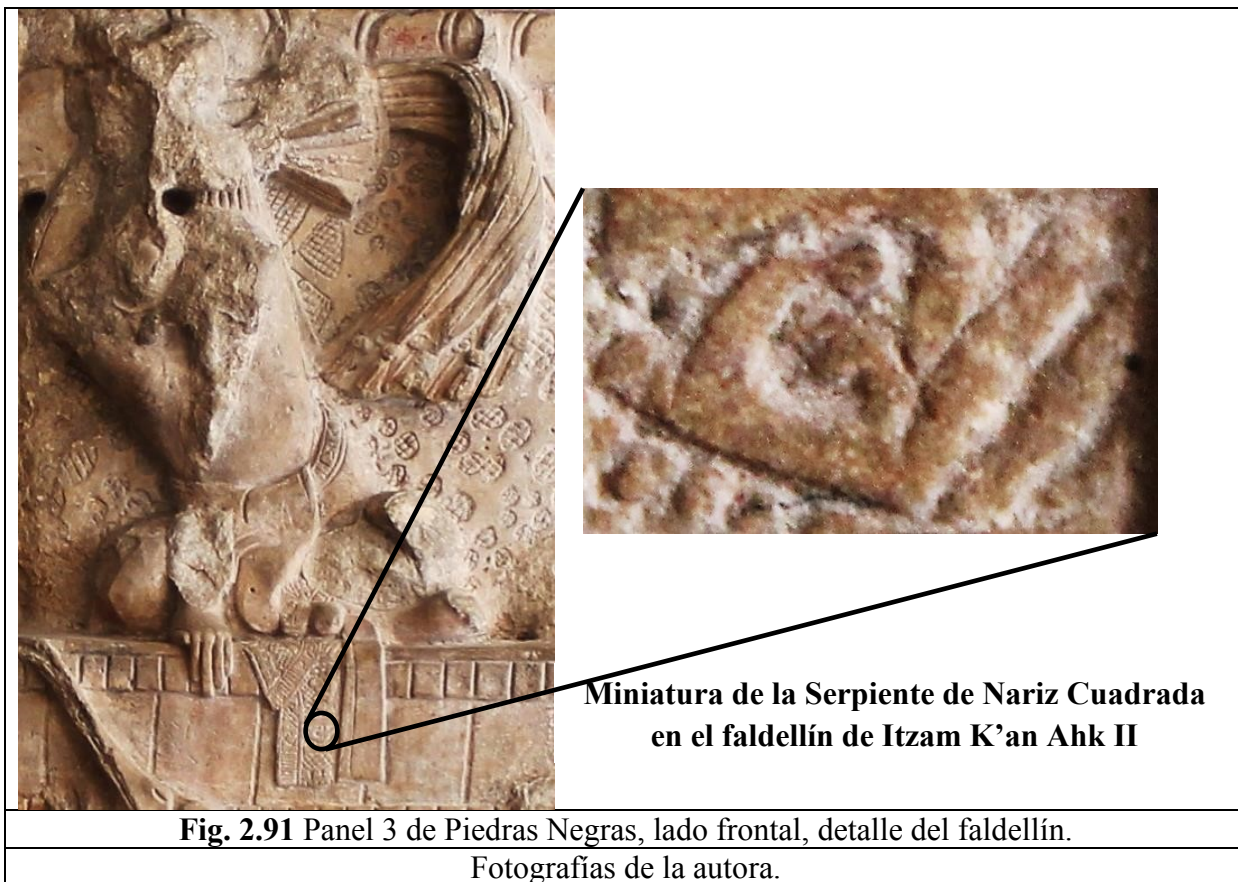 Miniatura de la Serpiente de Nariz Cuadrada
en el faldellín de Itzam K’an Ahk II
Fig. 2.91 Panel 3 de Piedras Negras, lado frontal, detalle del faldellín.
Fotografías de la autora.